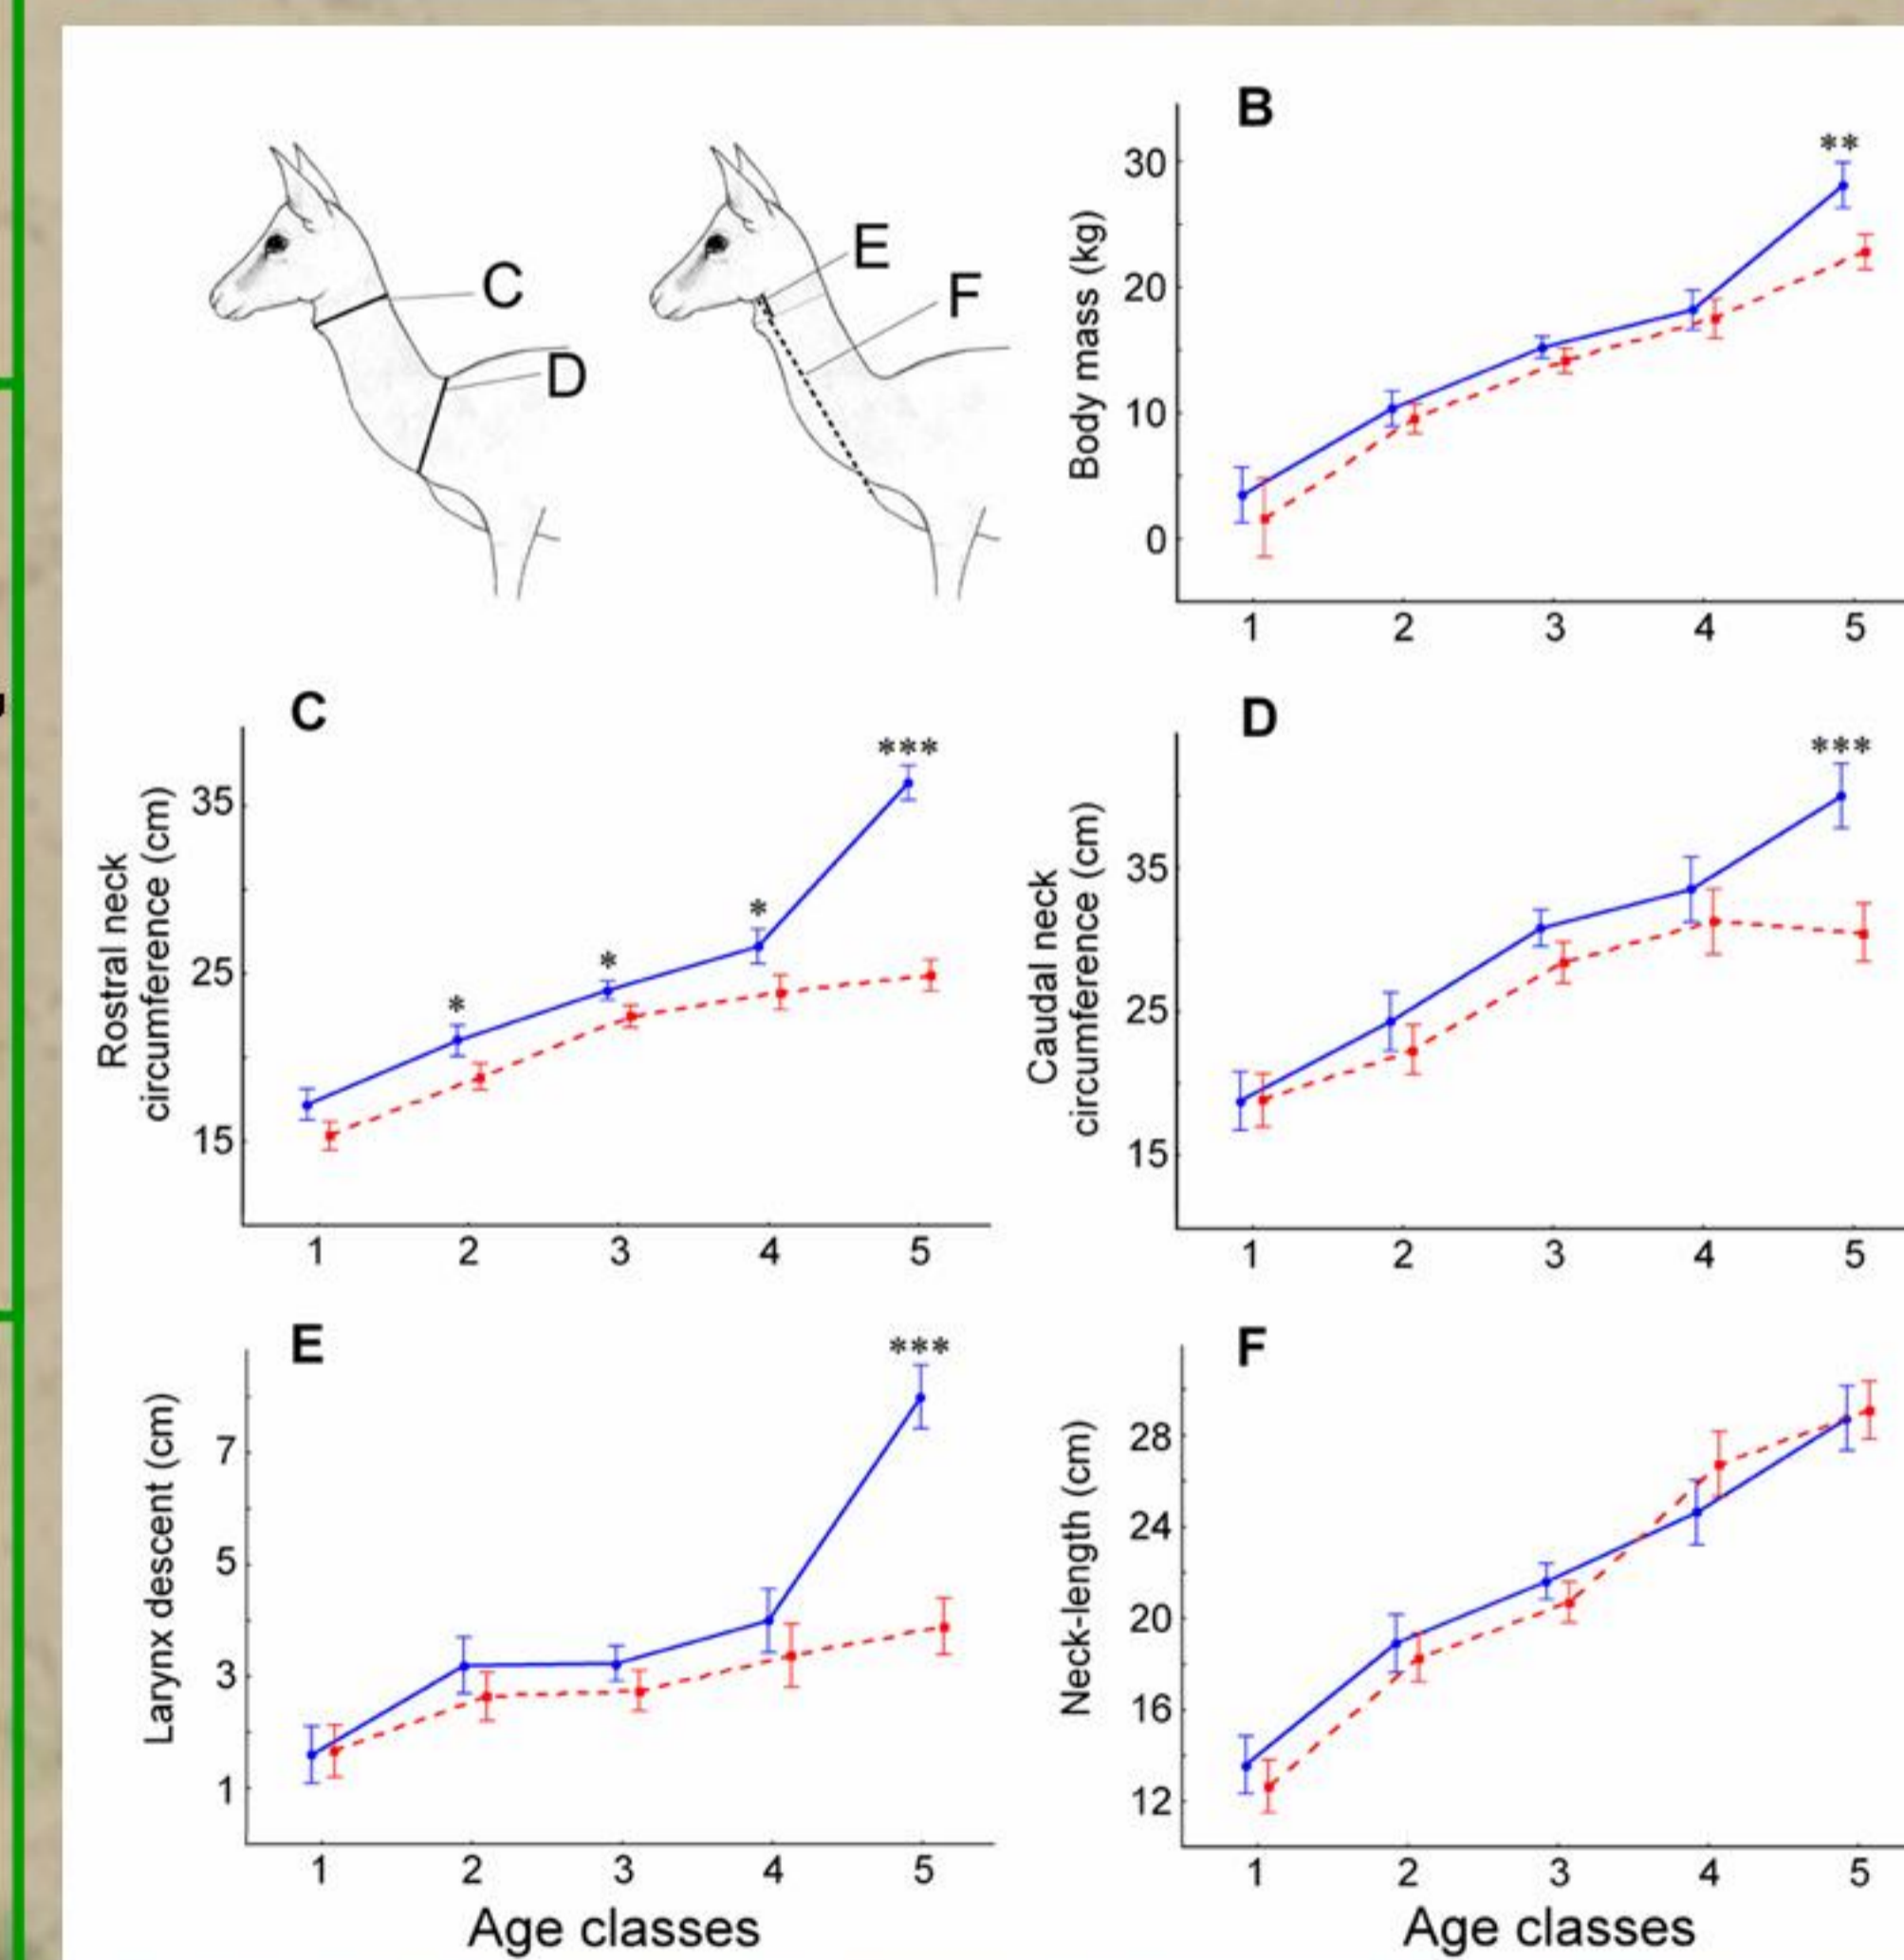 C
D
E
F
B
**
Body mass (kg)
30
20
10
0
1 2 3 4 5
C
***
*
*
*
Rostral neck
circumference (cm)
35
25
15
1 2 3 4 5
D
***
Caudal neck
circumference (cm)
35
25
15
1 2 3 4 5
E
***
Larynx descent (cm)
7
5
3
1
1 2 3 4 5
Age classes
F
Neck-length (cm)
28
24
20
16
12
1 2 3 4 5
Age classes